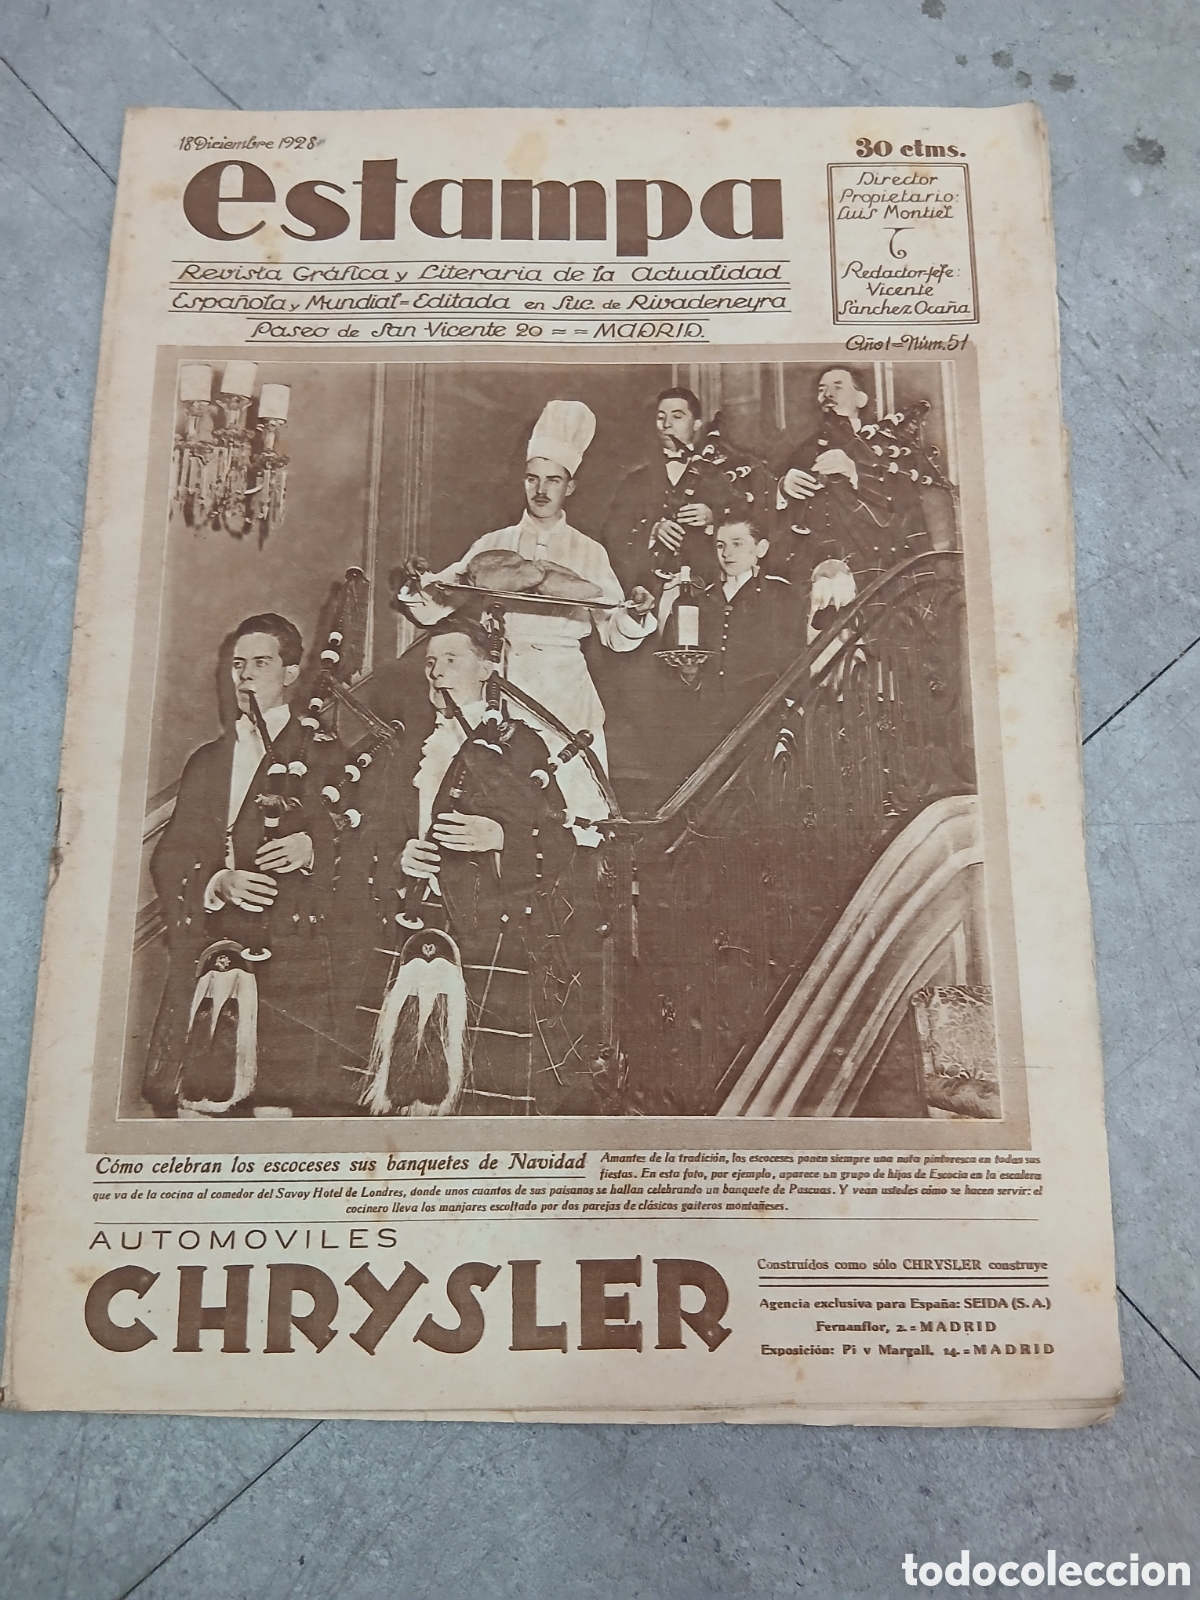 18 Diciembre 1928
30 ctms.
estampa
Revista Gráfica y Literaria de la Actualidad
Española y Mundial = Editada en Suc. de Rivadeneyra
Paseo de San Vicente 20 = = MADRID.
Director
Propietario:
Luis Montiel
Redactor-jefe:
Vicente
Sánchez Ocaña
Año I = Núm. 51
Cómo celebran los escoceses sus banquetes de Navidad
Amantes de la tradición, los escoceses ponen siempre una nota pintoresca en todas sus
fiestas. En esta foto, por ejemplo, aparece un grupo de hijos de Escocia en la escalera
que va de la cocina al comedor del Savoy Hotel de Londres, donde unos cuantos de sus paisanos se hallan celebrando un banquete de Pascuas. Y vean ustedes cómo se hacen servir: el
cocinero lleva los manjares escoltado por dos parejas de clásicos gaiteros montañeses.
AUTOMOVILES
CHRYSLER
Construídos como sólo CHRYSLER construye
Agencia exclusiva para España: SEIDA (S. A.)
Fernanflor, 2. = MADRID
Exposición: Pi y Margall, 14. = MADRID
todocoleccion